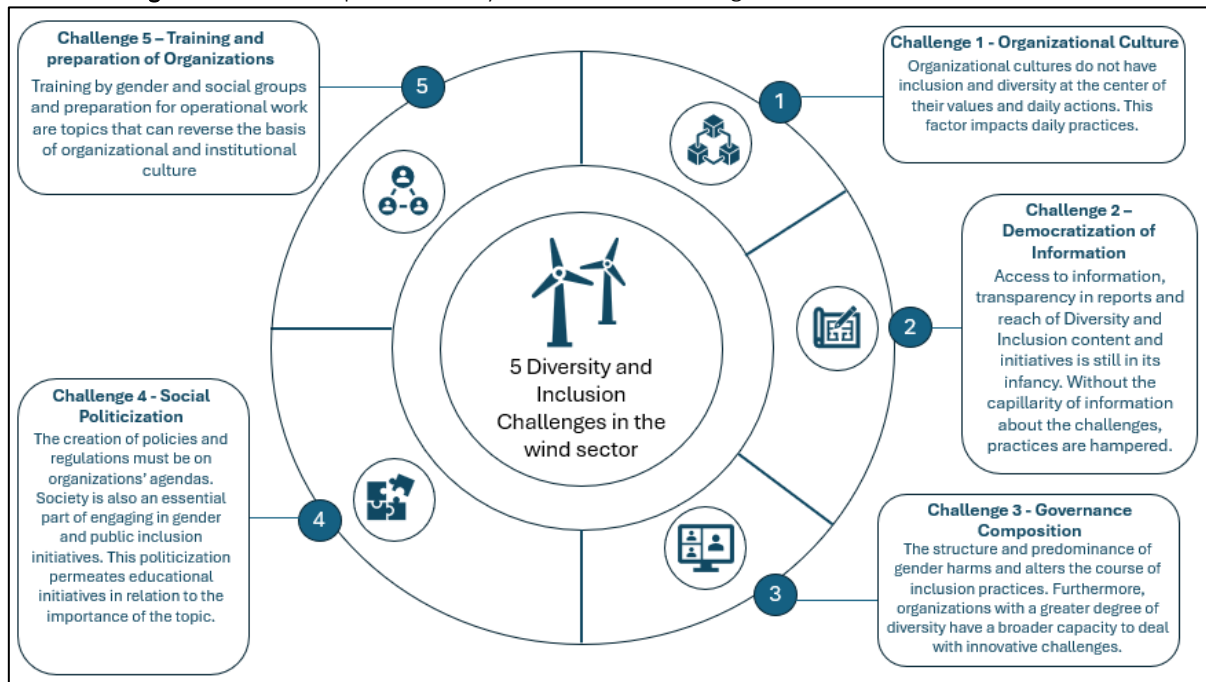 Challenge 5 – Training and
preparation of Organizations
Training by gender and social groups
and preparation for operational work
are topics that can reverse the basis
of organizational and institutional
culture
5
Challenge 1 - Organizational Culture
Organizational cultures do not have
inclusion and diversity at the center of
their values and daily actions. This
factor impacts daily practices.
1
Challenge 2 –
Democratization of
Information
Access to information,
transparency in reports and
reach of Diversity and
Inclusion content and
initiatives is still in its
infancy. Without the
capillarity of information
about the challenges,
practices are hampered.
2
5 Diversity and
Inclusion
Challenges in the
wind sector
Challenge 4 - Social
Politicization
The creation of policies and
regulations must be on
organizations' agendas.
Society is also an essential
part of engaging in gender
and public inclusion
initiatives. This politicization
permeates educational
initiatives in relation to the
importance of the topic.
4
Challenge 3 - Governance
Composition
The structure and predominance of
gender harms and alters the course of
inclusion practices. Furthermore,
organizations with a greater degree of
diversity have a broader capacity to deal
with innovative challenges.
3